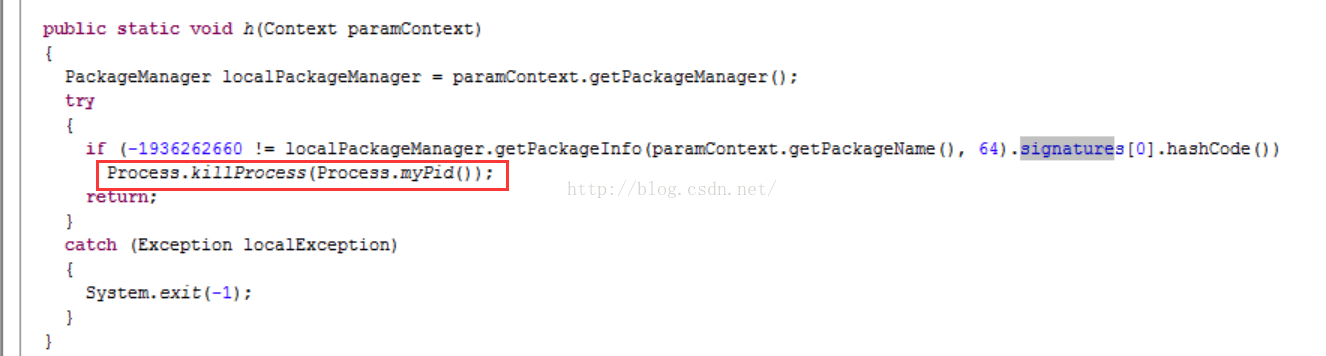 public static void h(Context paramContext)
{
PackageManager localPackageManager = paramContext.getPackageManager();
try
{
if (-1936262660 != localPackageManager.getPackageInfo(paramContext.getPackageName(), 64).signatures[0].hashCode())
Process.killProcess(Process.myPid());
http://blog.csdn.net/
return;
}
catch (Exception localException)
{
System.exit(-1);
}
}